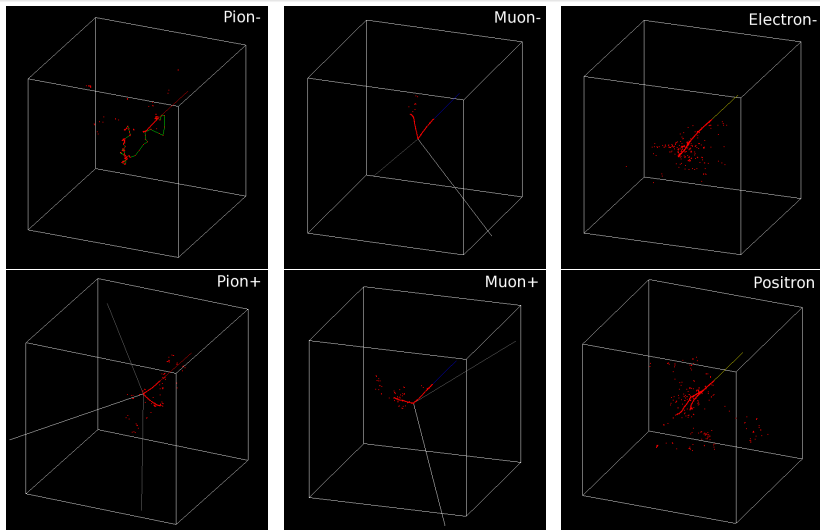 Pion-
Muon-
Electron-
Pion+
Muon+
Positron